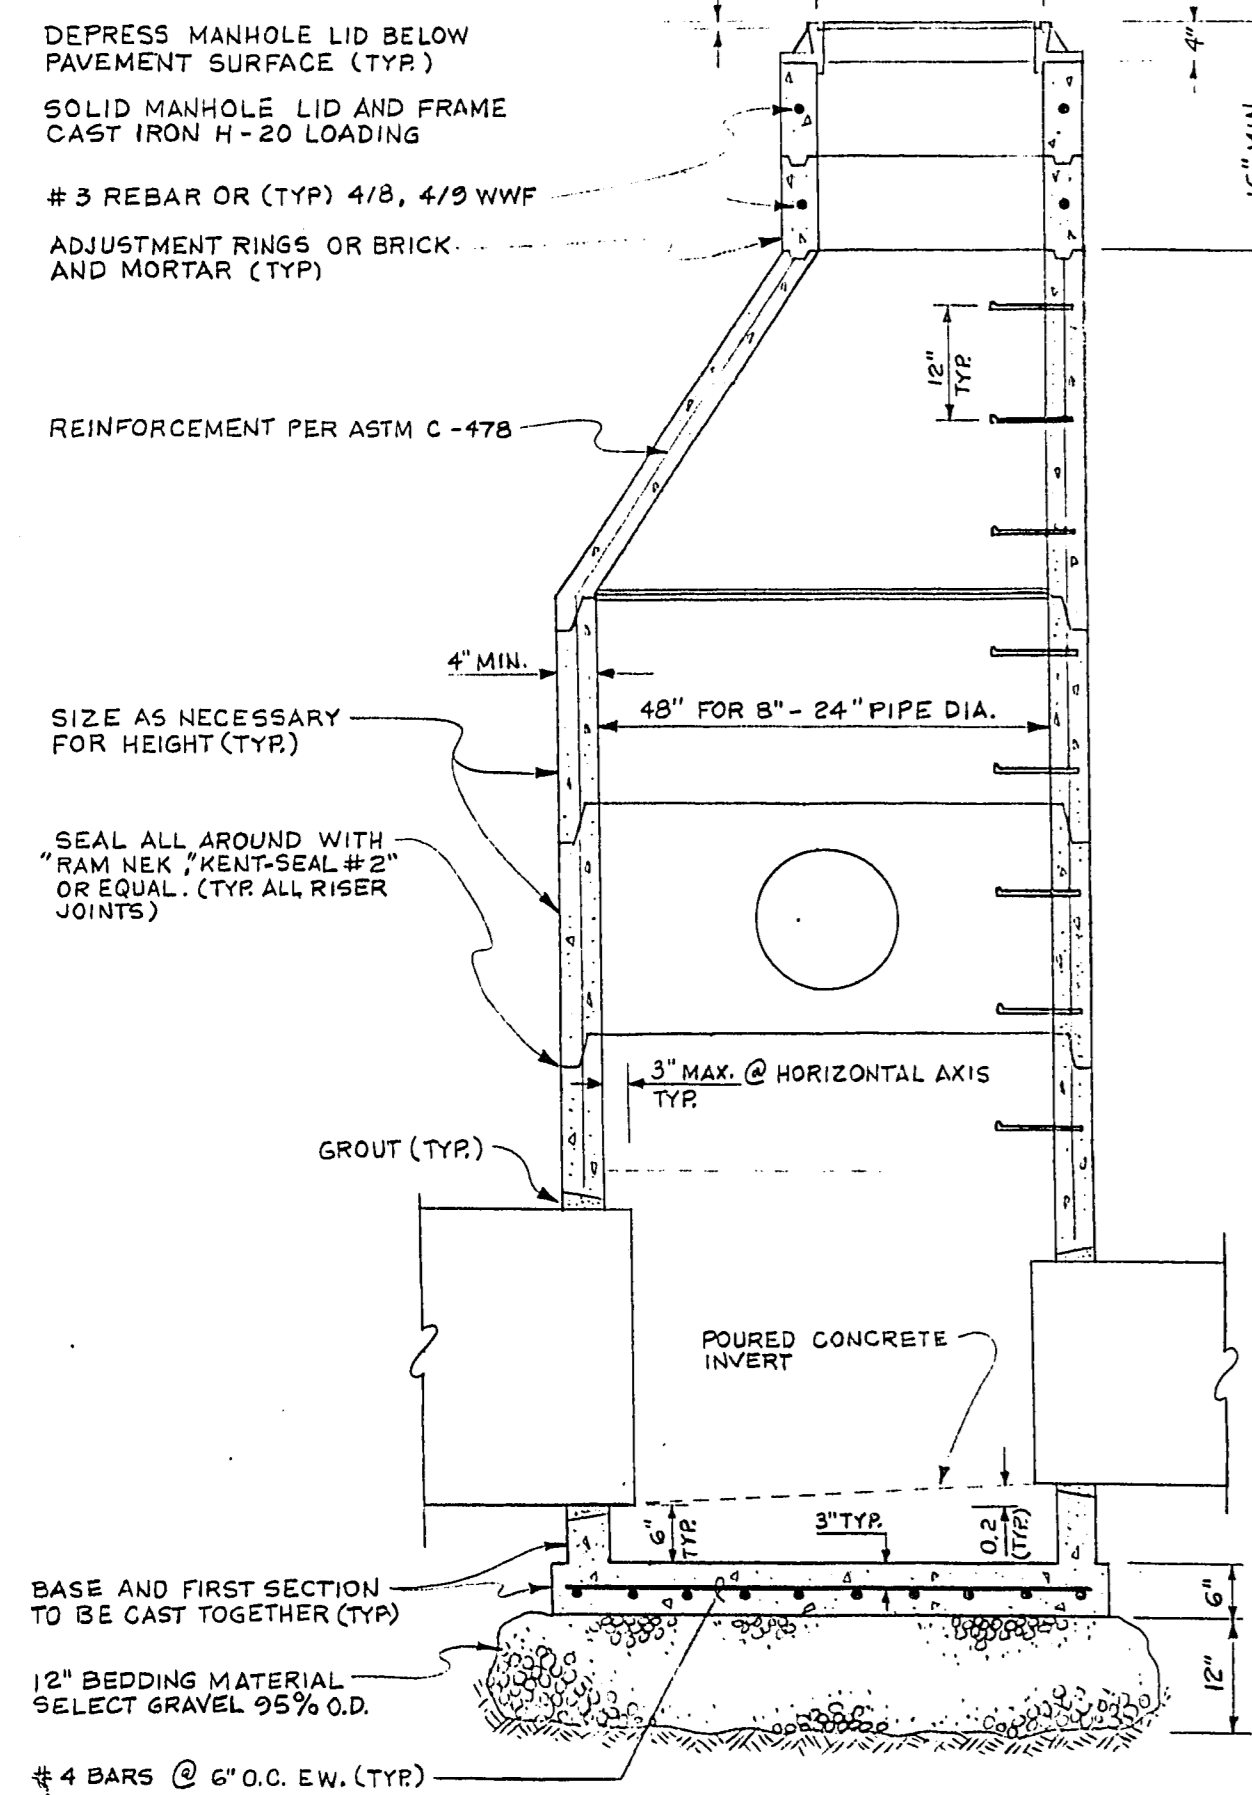 DEPRESS MANHOLE LID BELOW
PAVEMENT SURFACE (TYP.)
4"
SOLID MANHOLE LID AND FRAME
CAST IRON H-20 LOADING
# 3 REBAR OR (TYP) 4/8, 4/9 WWF
ADJUSTMENT RINGS OR BRICK
AND MORTAR (TYP)
12"
TYP.
REINFORCEMENT PER ASTM C-478
4" MIN.
48" FOR 8"-24" PIPE DIA.
SIZE AS NECESSARY
FOR HEIGHT (TYP.)
SEAL ALL AROUND WITH
"RAM NEK", "KENT-SEAL #2"
OR EQUAL. (TYP. ALL RISER
JOINTS)
3" MAX. @ HORIZONTAL AXIS
TYP.
GROUT (TYP.)
POURED CONCRETE
INVERT
6"
TYP.
3" TYP.
0.2
(TYP.)
BASE AND FIRST SECTION
TO BE CAST TOGETHER (TYP)
6"
12" BEDDING MATERIAL
SELECT GRAVEL 95% O.D.
12"
# 4 BARS @ 6" O.C. EW. (TYP.)